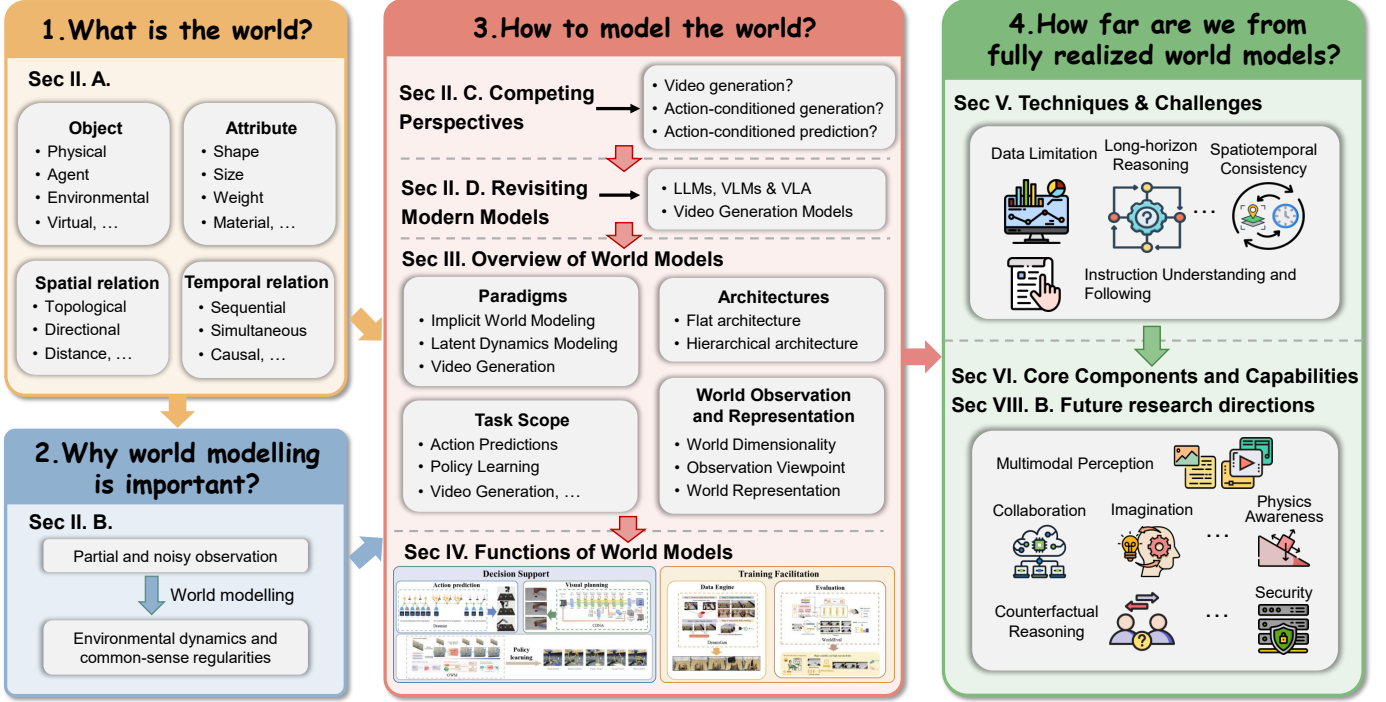 1.What is the world?
Sec II. A.
Object
• Physical
• Agent
• Environmental
• Virtual, …
Attribute
• Shape
• Size
• Weight
• Material, …
Spatial relation
• Topological
• Directional
• Distance, …
Temporal relation
• Sequential
• Simultaneous
• Causal, …
2.Why world modelling
is important?
Sec II. B.
Partial and noisy observation
World modelling
Environmental dynamics and
common-sense regularities
3.How to model the world?
Sec II. C. Competing
Perspectives
• Video generation?
• Action-conditioned generation?
• Action-conditioned prediction?
Sec II. D. Revisiting
Modern Models
• LLMs, VLMs & VLA
• Video Generation Models
Sec III. Overview of World Models
Paradigms
• Implicit World Modeling
• Latent Dynamics Modeling
• Video Generation
Architectures
• Flat architecture
• Hierarchical architecture
Task Scope
• Action Predictions
• Policy Learning
• Video Generation, …
World Observation
and Representation
• World Dimensionality
• Observation Viewpoint
• World Representation
Sec IV. Functions of World Models
Decision Support
Action prediction
Visual planning
Policy
learning
Training Facilitation
Data Engine
Evaluation
4.How far are we from
fully realized world models?
Sec V. Techniques & Challenges
Data Limitation
Long-horizon
Reasoning
Spatiotemporal
Consistency
…
Instruction Understanding and
Following
Sec VI. Core Components and Capabilities
Sec VIII. B. Future research directions
Multimodal Perception
Collaboration
Imagination
…
Physics
Awareness
Counterfactual
Reasoning
…
Security